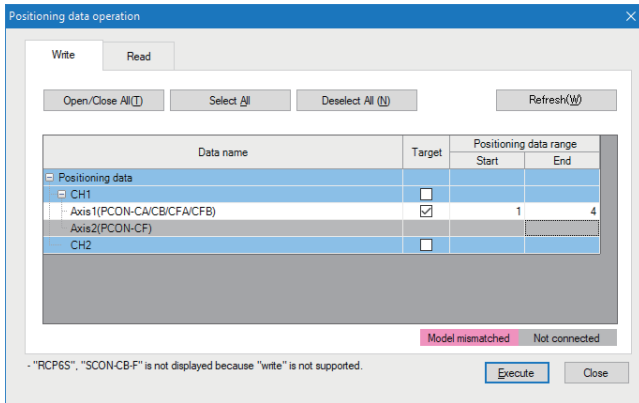 Positioning data operation
Write Read
Open/Close All(T) Select All Deselect All (N) Refresh(W)
Data name Target Positioning data range
Start End
Positioning data
CH1
Axis1(PCON-CA/CB/CFA/CFB) 1 4
Axis2(PCON-CF)
CH2
Model mismatched Not connected
- "RCP6S", "SCON-CB-F" is not displayed because "write" is not supported.
Execute Close